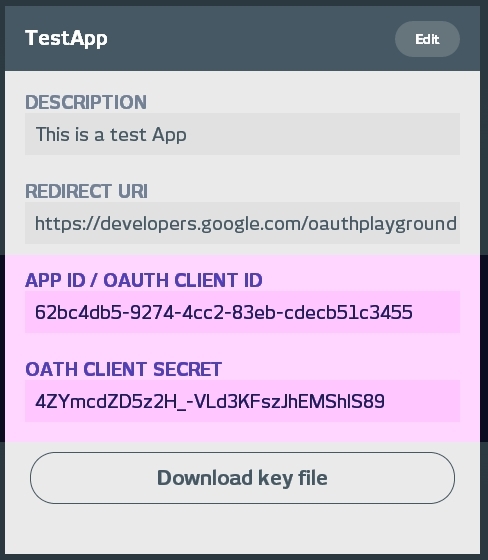 TestApp
Edit
DESCRIPTION
This is a test App
REDIRECT URI
https://developers.google.com/oauthplayground
APP ID / OAUTH CLIENT ID
62bc4db5-9274-4cc2-83eb-cdecb51c3455
OATH CLIENT SECRET
4ZYmcdZD5z2H_-VLd3KFszJhEMShlS89
Download key file